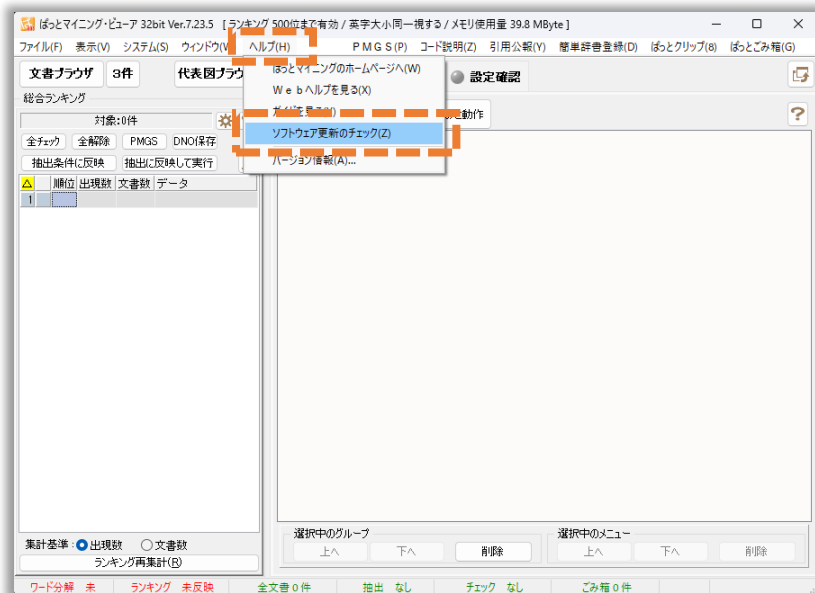 ぱっとマイニング・ビューア 32bit Ver.7.23.5 [ランキング 500位まで有効 / 英字大小同一視する / メモリ使用量 39.8 MByte ]
ファイル(F) 表示(V) システム(S) ウィンドウ( ヘルプ(H) PMGS(P) コード説明(Z) 引用公報(Y) 簡単辞書登録(D) ぱっとクリップ(8) ぱっとごみ箱(G)
文書ブラウザ 3件 代表図ブラウ 設定確認
ぱっとマイニングのホームページへ(W)
Webヘルプを見る(X)
ソフトウェア更新のチェック(Z)
バージョン情報(A)...
動作
総合ランキング
対象:0件
全チェック 全解除 PMGS DNO保存
抽出条件に反映 抽出に反映して実行
順位 出現数 文書数 データ
1
集計基準: 出現数 文書数
ランキング再集計(R)
選択中のグループ 選択中のメニュー
上へ 下へ 削除 上へ 下へ 削除
ワード分解 未 ランキング 未反映 全文書0件 抽出 なし チェック なし ごみ箱0件